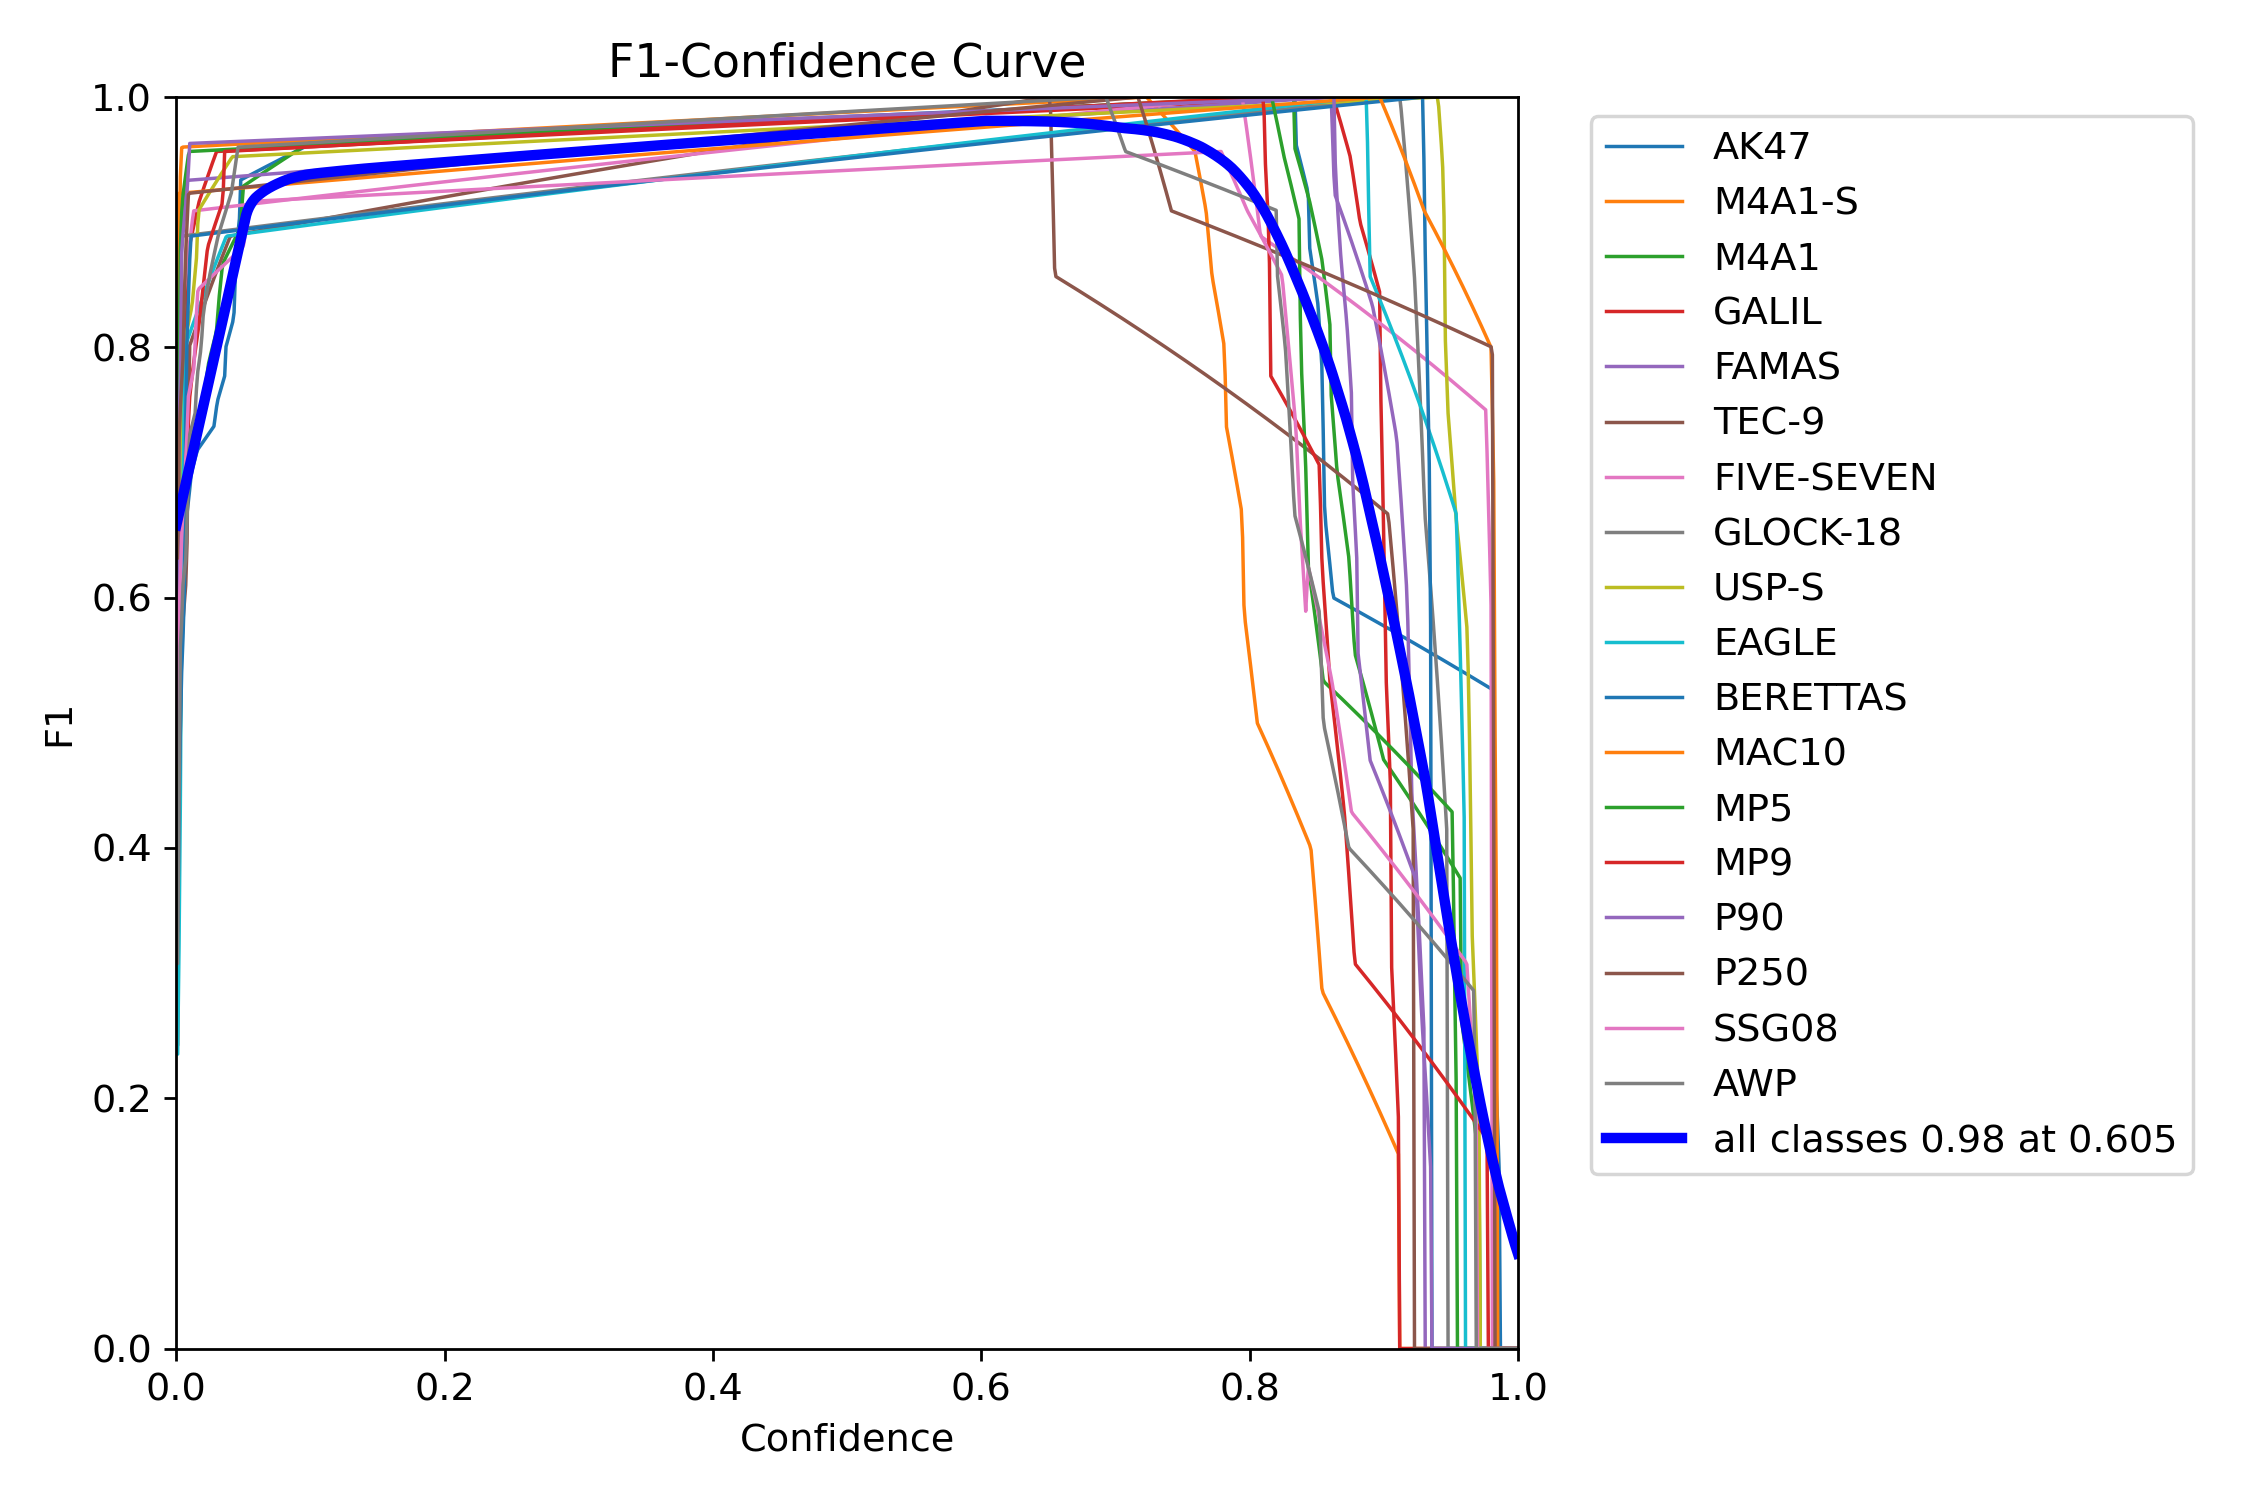 F1-Confidence Curve
1.0
0.8
0.6
0.4
0.2
0.0
F1
0.0 0.2 0.4 0.6 0.8 1.0
Confidence
AK47
M4A1-S
M4A1
GALIL
FAMAS
TEC-9
FIVE-SEVEN
GLOCK-18
USP-S
EAGLE
BERETTAS
MAC10
MP5
MP9
P90
P250
SSG08
AWP
all classes 0.98 at 0.605